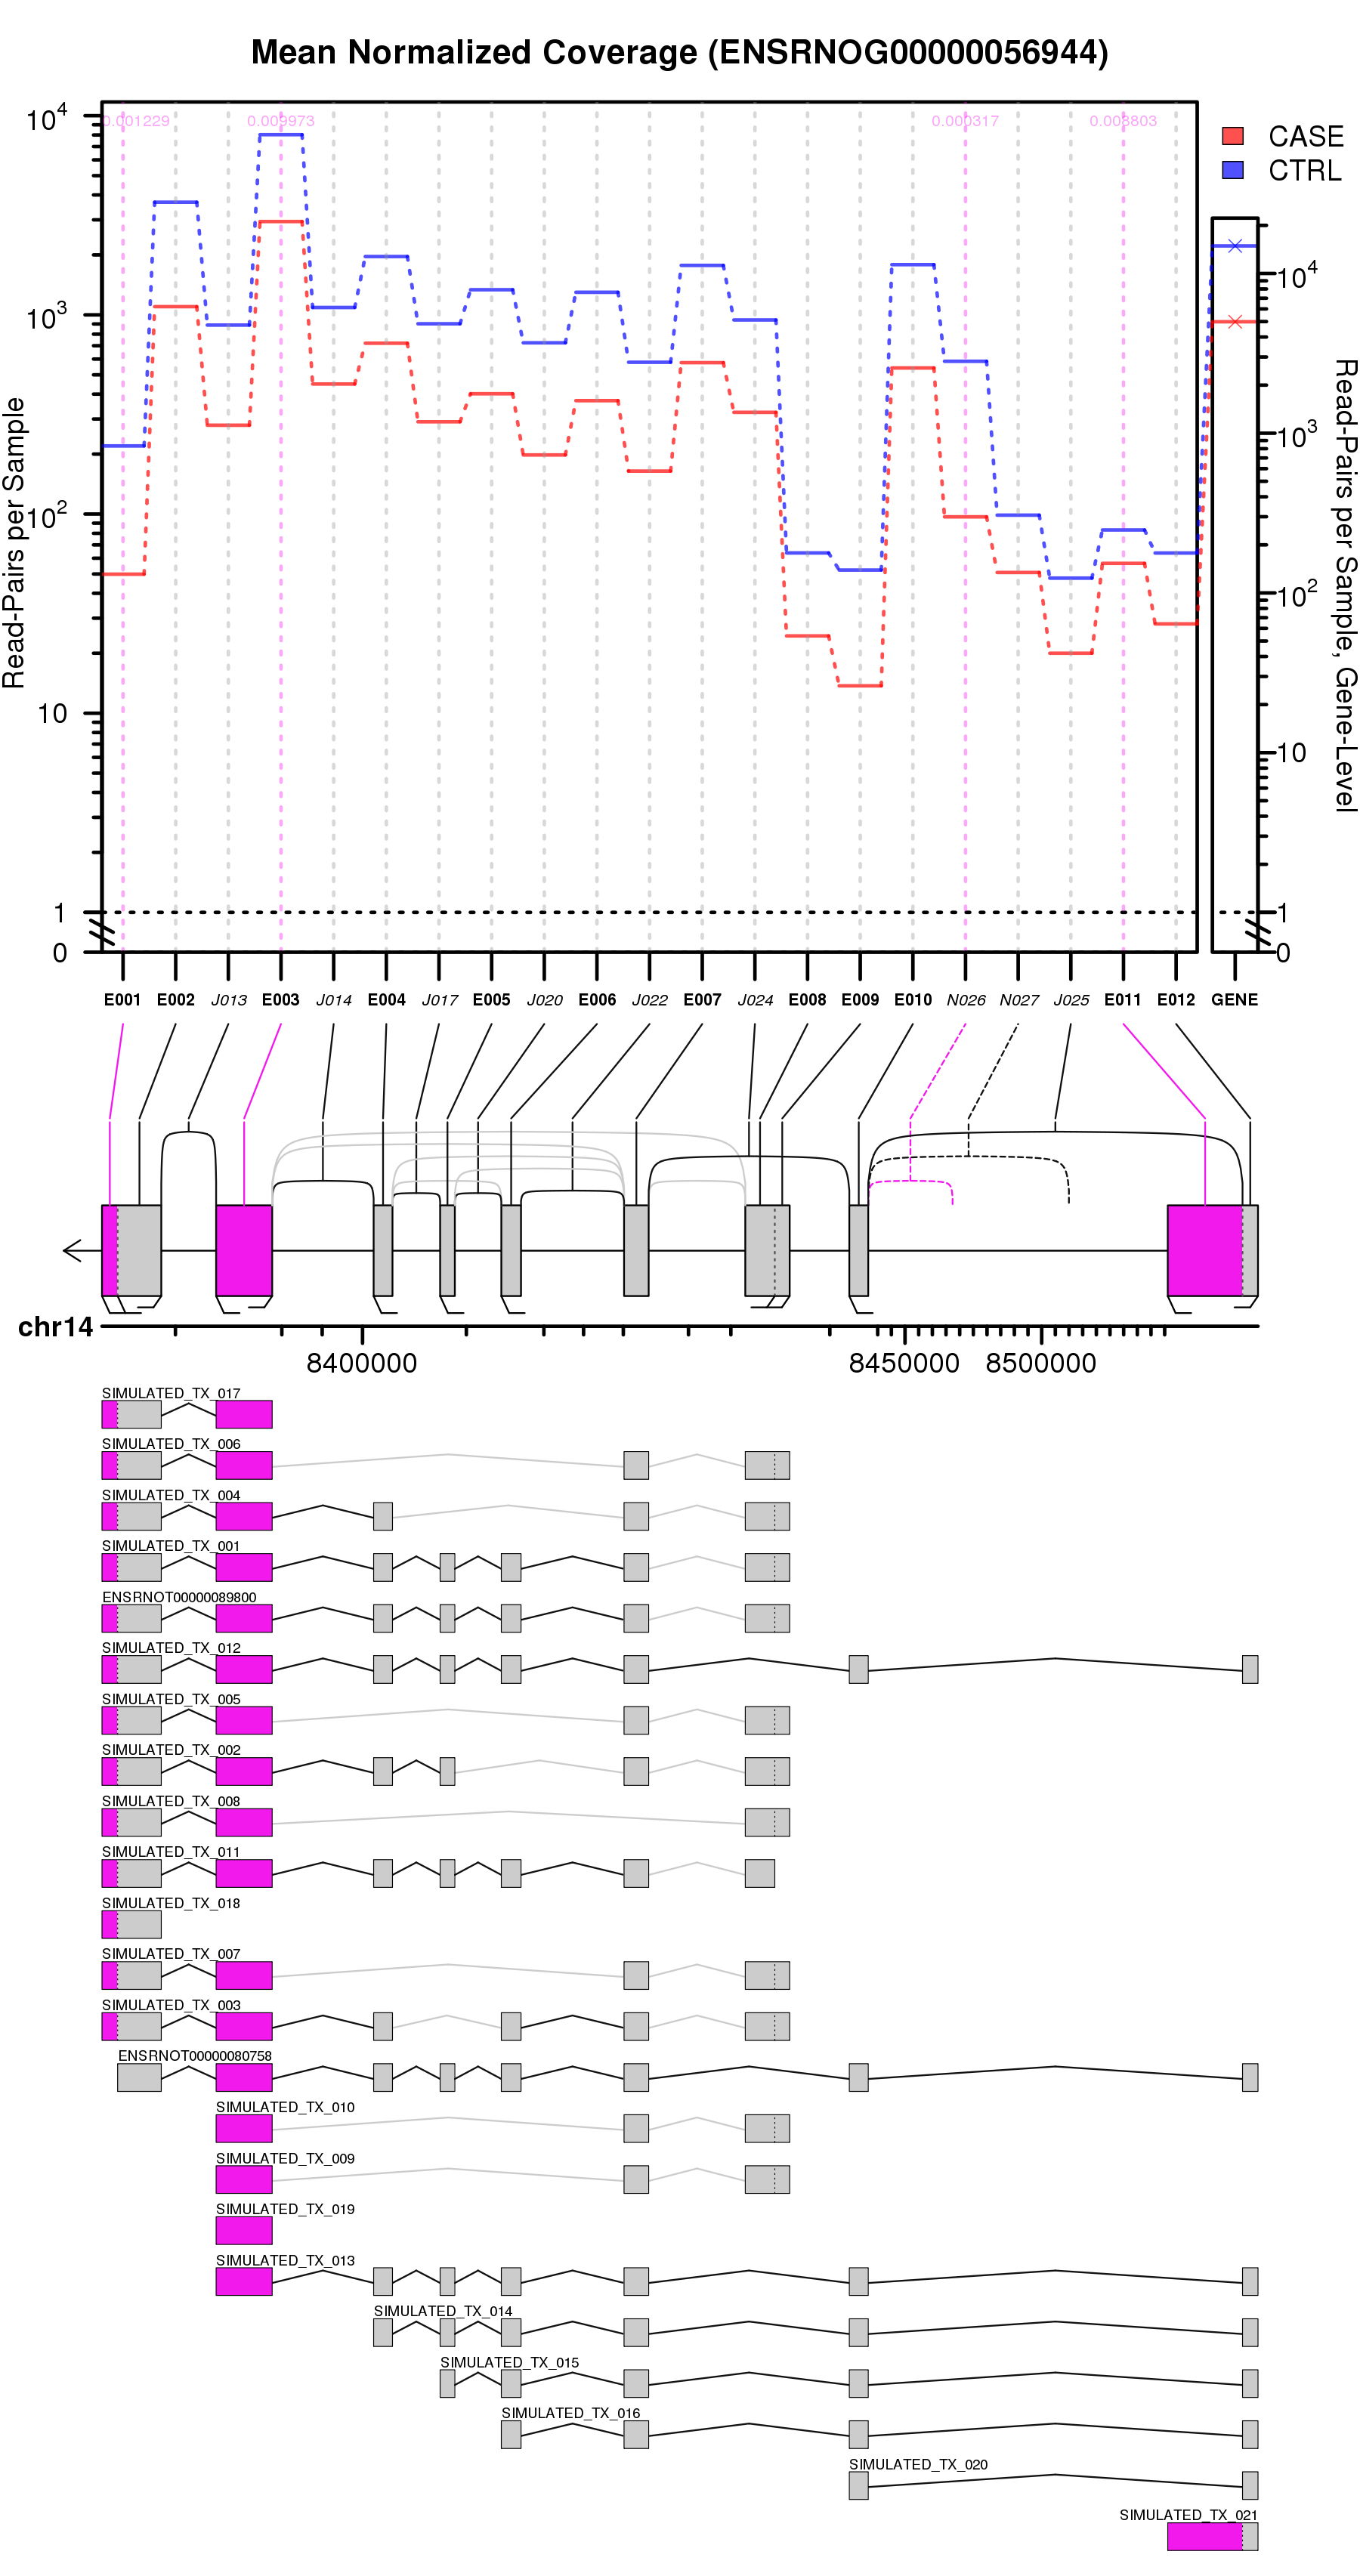 Mean Normalized Coverage (ENSRNOG00000056944)
0.001229 0.009973 0.000317 0.008803
CASE
CTRL
Read-Pairs per Sample
10^4
10^3
10^2
10
1
0
Read-Pairs per Sample, Gene-Level
10^4
10^3
10^2
10
1
0
E001 E002 J013 E003 J014 E004 J017 E005 J020 E006 J022 E007 J024 E008 E009 E010 N026 N027 J025 E011 E012 GENE
chr14
8400000 8450000 8500000
SIMULATED_TX_017
SIMULATED_TX_006
SIMULATED_TX_004
SIMULATED_TX_001
ENSRNOT00000089800
SIMULATED_TX_012
SIMULATED_TX_005
SIMULATED_TX_002
SIMULATED_TX_008
SIMULATED_TX_011
SIMULATED_TX_018
SIMULATED_TX_007
SIMULATED_TX_003
ENSRNOT00000080758
SIMULATED_TX_010
SIMULATED_TX_009
SIMULATED_TX_019
SIMULATED_TX_013
SIMULATED_TX_014
SIMULATED_TX_015
SIMULATED_TX_016
SIMULATED_TX_020
SIMULATED_TX_021